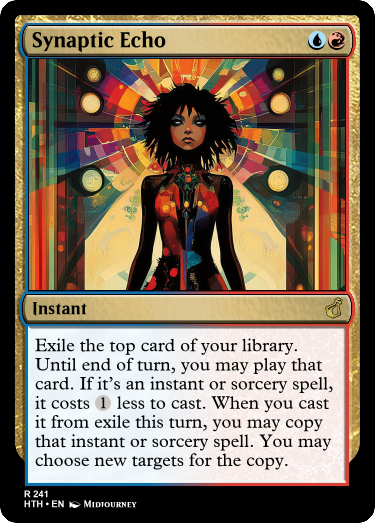 Synaptic Echo
Instant
Exile the top card of your library.
Until end of turn, you may play that
card. If it's an instant or sorcery spell,
it costs 1 less to cast. When you cast
it from exile this turn, you may copy
that instant or sorcery spell. You may
choose new targets for the copy.
R 241
HTH • EN Midjourney